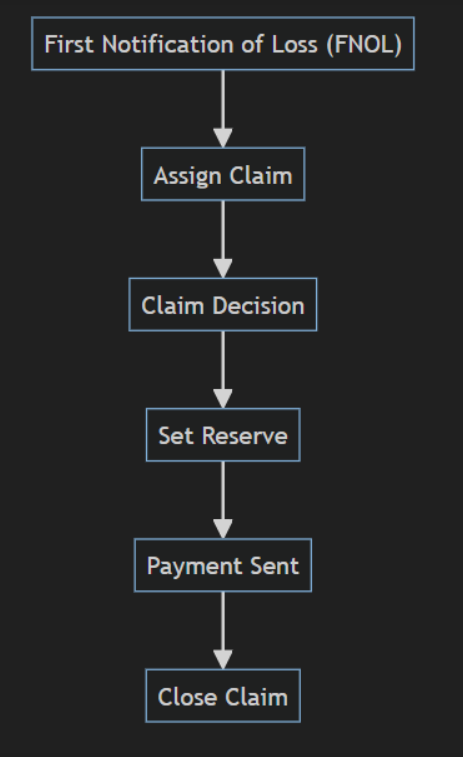 First Notification of Loss (FNOL)
Assign Claim
Claim Decision
Set Reserve
Payment Sent
Close Claim